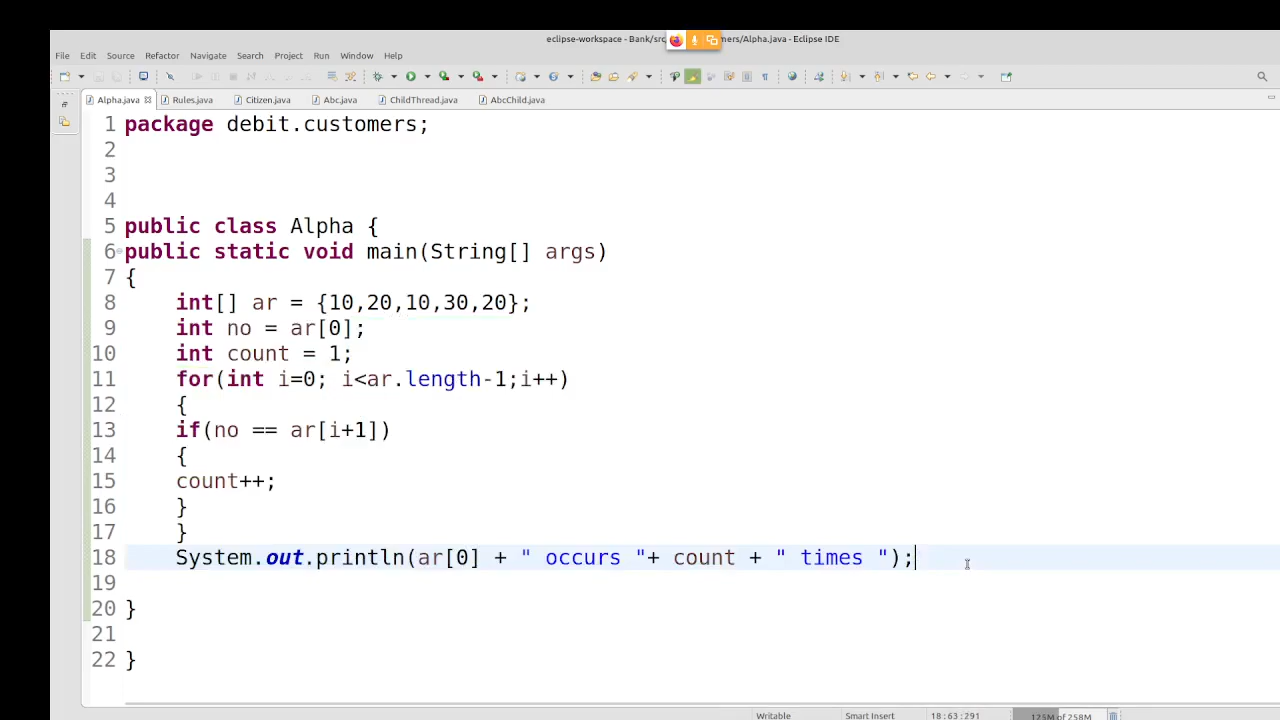 eclipse-workspace - Bank/src mers/Alpha.java - Eclipse IDE
File Edit Source Refactor Navigate Search Project Run Window Help
Alpha.java Rules.java Citizen.java Abc.java ChildThread.java AbcChild.java
1 package debit.customers;
2
3
4
5 public class Alpha {
6 public static void main(String[] args)
7 {
8 int[] ar = {10,20,10,30,20};
9 int no = ar[0];
10 int count = 1;
11 for(int i=0; i<ar.length-1;i++)
12 {
13 if(no == ar[i+1])
14 {
15 count++;
16 }
17 }
18 System.out.println(ar[0] + " occurs "+ count + " times ");
19
20 }
21
22 }
Writable Smart Insert 18 : 63 : 291 125M of 258M